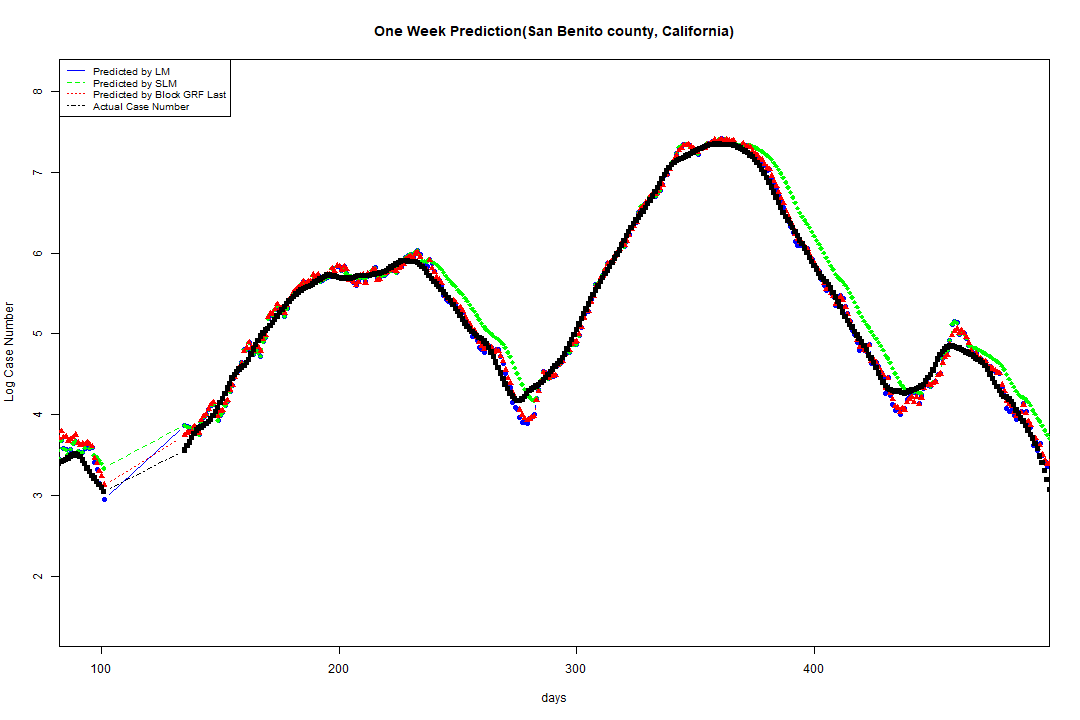 One Week Prediction(San Benito county, California)
Predicted by LM
Predicted by SLM
Predicted by Block GRF Last
Actual Case Number
8
7
6
5
4
3
2
Log Case Number
100
200
300
400
days